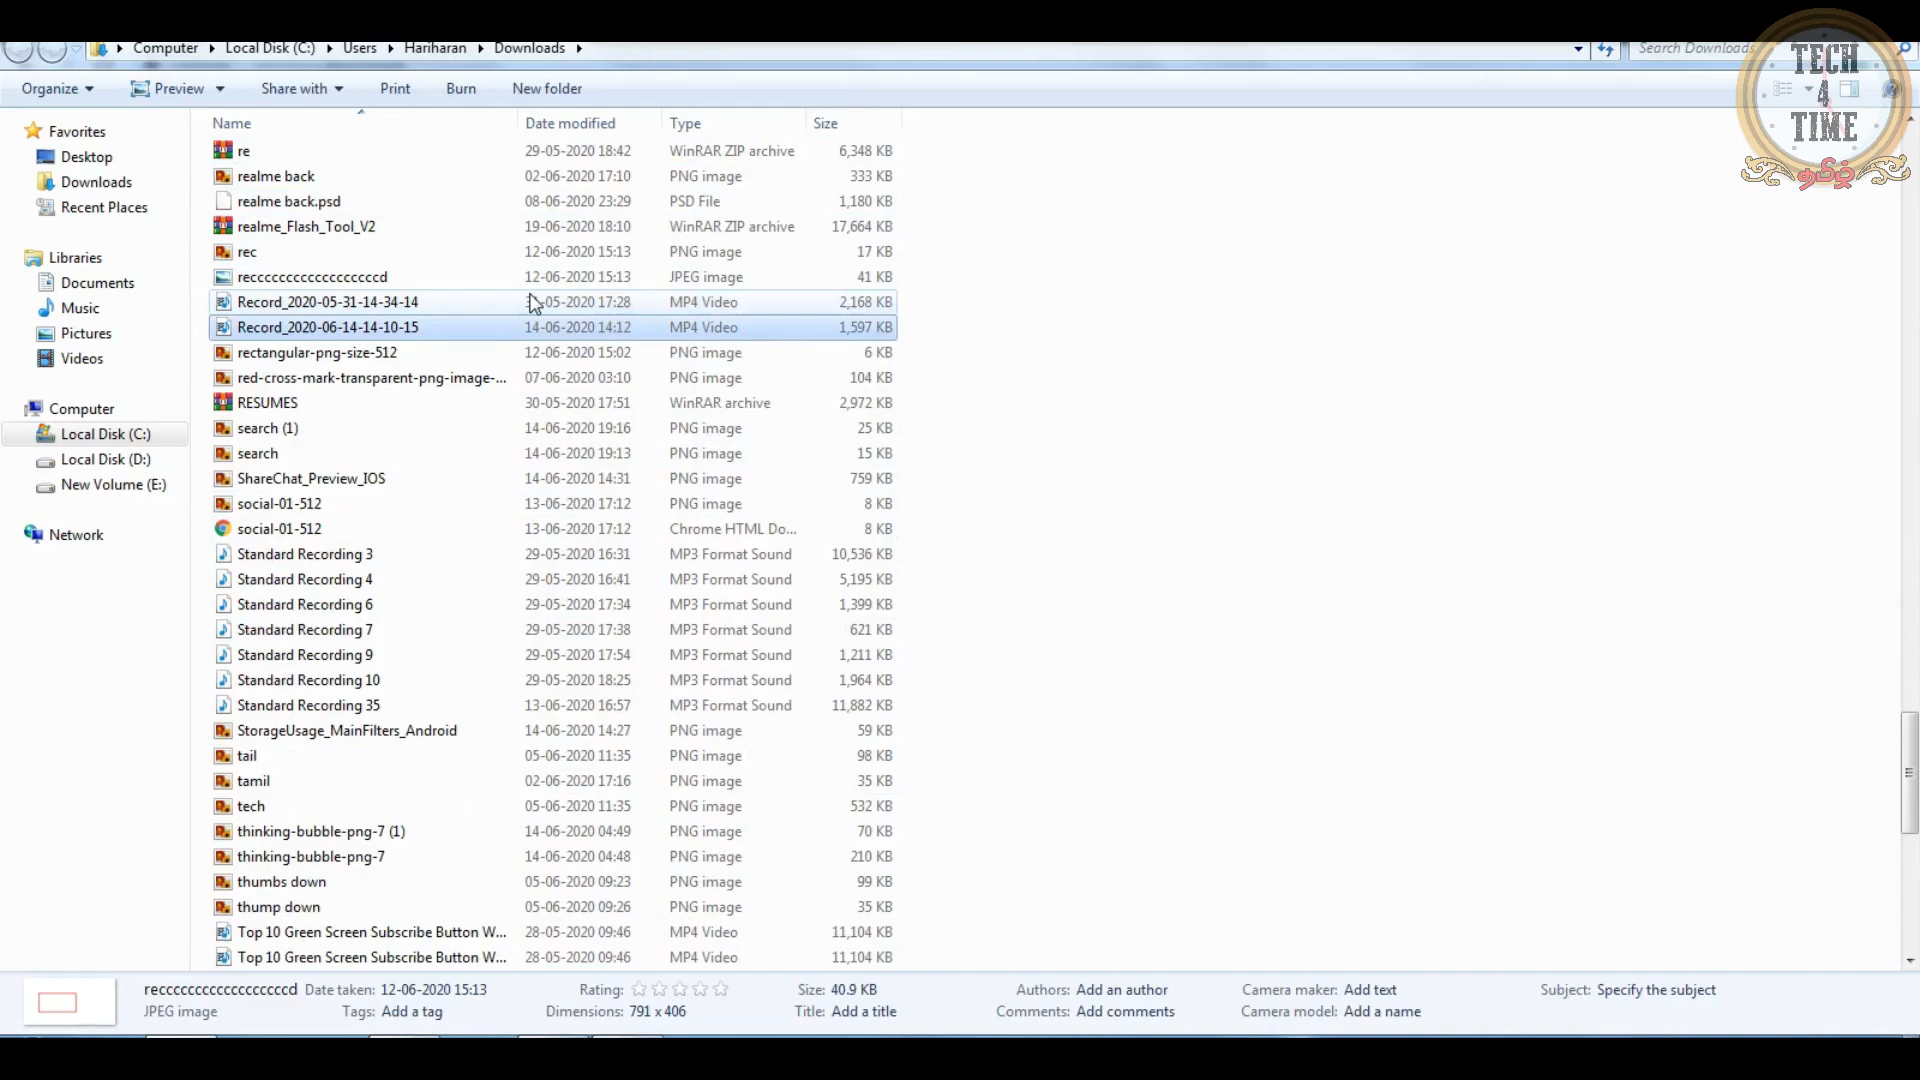 Computer Local Disk (C:) Users Hariharan Downloads Search Downloads
Organize Preview Share with Print Burn New folder
TECH
4
TIME
தமிழ்
Favorites
Desktop
Downloads
Recent Places
Libraries
Documents
Music
Pictures
Videos
Computer
Local Disk (C:)
Local Disk (D:)
New Volume (E:)
Network
Name Date modified Type Size
re 29-05-2020 18:42 WinRAR ZIP archive 6,348 KB
realme back 02-06-2020 17:10 PNG image 333 KB
realme back.psd 08-06-2020 23:29 PSD File 1,180 KB
realme_Flash_Tool_V2 19-06-2020 18:10 WinRAR ZIP archive 17,664 KB
rec 12-06-2020 15:13 PNG image 17 KB
recccccccccccccccccd 12-06-2020 15:13 JPEG image 41 KB
Record_2020-05-31-14-34-14 -05-2020 17:28 MP4 Video 2,168 KB
Record_2020-06-14-14-10-15 14-06-2020 14:12 MP4 Video 1,597 KB
rectangular-png-size-512 12-06-2020 15:02 PNG image 6 KB
red-cross-mark-transparent-png-image-... 07-06-2020 03:10 PNG image 104 KB
RESUMES 30-05-2020 17:51 WinRAR archive 2,972 KB
search (1) 14-06-2020 19:16 PNG image 25 KB
search 14-06-2020 19:13 PNG image 15 KB
ShareChat_Preview_IOS 14-06-2020 14:31 PNG image 759 KB
social-01-512 13-06-2020 17:12 PNG image 8 KB
social-01-512 13-06-2020 17:12 Chrome HTML Do... 8 KB
Standard Recording 3 29-05-2020 16:31 MP3 Format Sound 10,536 KB
Standard Recording 4 29-05-2020 16:41 MP3 Format Sound 5,195 KB
Standard Recording 6 29-05-2020 17:34 MP3 Format Sound 1,399 KB
Standard Recording 7 29-05-2020 17:38 MP3 Format Sound 621 KB
Standard Recording 9 29-05-2020 17:54 MP3 Format Sound 1,211 KB
Standard Recording 10 29-05-2020 18:25 MP3 Format Sound 1,964 KB
Standard Recording 35 13-06-2020 16:57 MP3 Format Sound 11,882 KB
StorageUsage_MainFilters_Android 14-06-2020 14:27 PNG image 59 KB
tail 05-06-2020 11:35 PNG image 98 KB
tamil 02-06-2020 17:16 PNG image 35 KB
tech 05-06-2020 11:35 PNG image 532 KB
thinking-bubble-png-7 (1) 14-06-2020 04:49 PNG image 70 KB
thinking-bubble-png-7 14-06-2020 04:48 PNG image 210 KB
thumbs down 05-06-2020 09:23 PNG image 99 KB
thump down 05-06-2020 09:26 PNG image 35 KB
Top 10 Green Screen Subscribe Button W... 28-05-2020 09:46 MP4 Video 11,104 KB
Top 10 Green Screen Subscribe Button W... 28-05-2020 09:46 MP4 Video 11,104 KB
recccccccccccccccccd Date taken: 12-06-2020 15:13 Rating: Size: 40.9 KB Authors: Add an author Camera maker: Add text Subject: Specify the subject
JPEG image Tags: Add a tag Dimensions: 791 x 406 Title: Add a title Comments: Add comments Camera model: Add a name